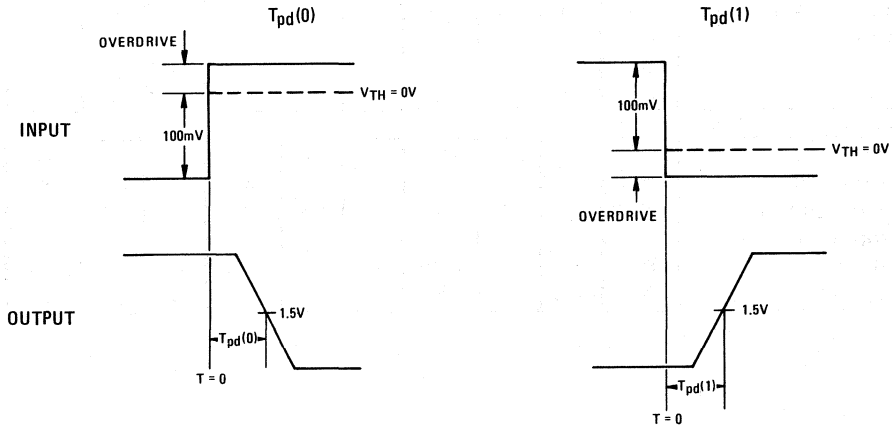 Tpd(0)
Tpd(1)
OVERDRIVE
VTH = 0V
100mV
INPUT
100mV
VTH = 0V
OVERDRIVE
OUTPUT
1.5V
Tpd(0)
T = 0
1.5V
Tpd(1)
T = 0